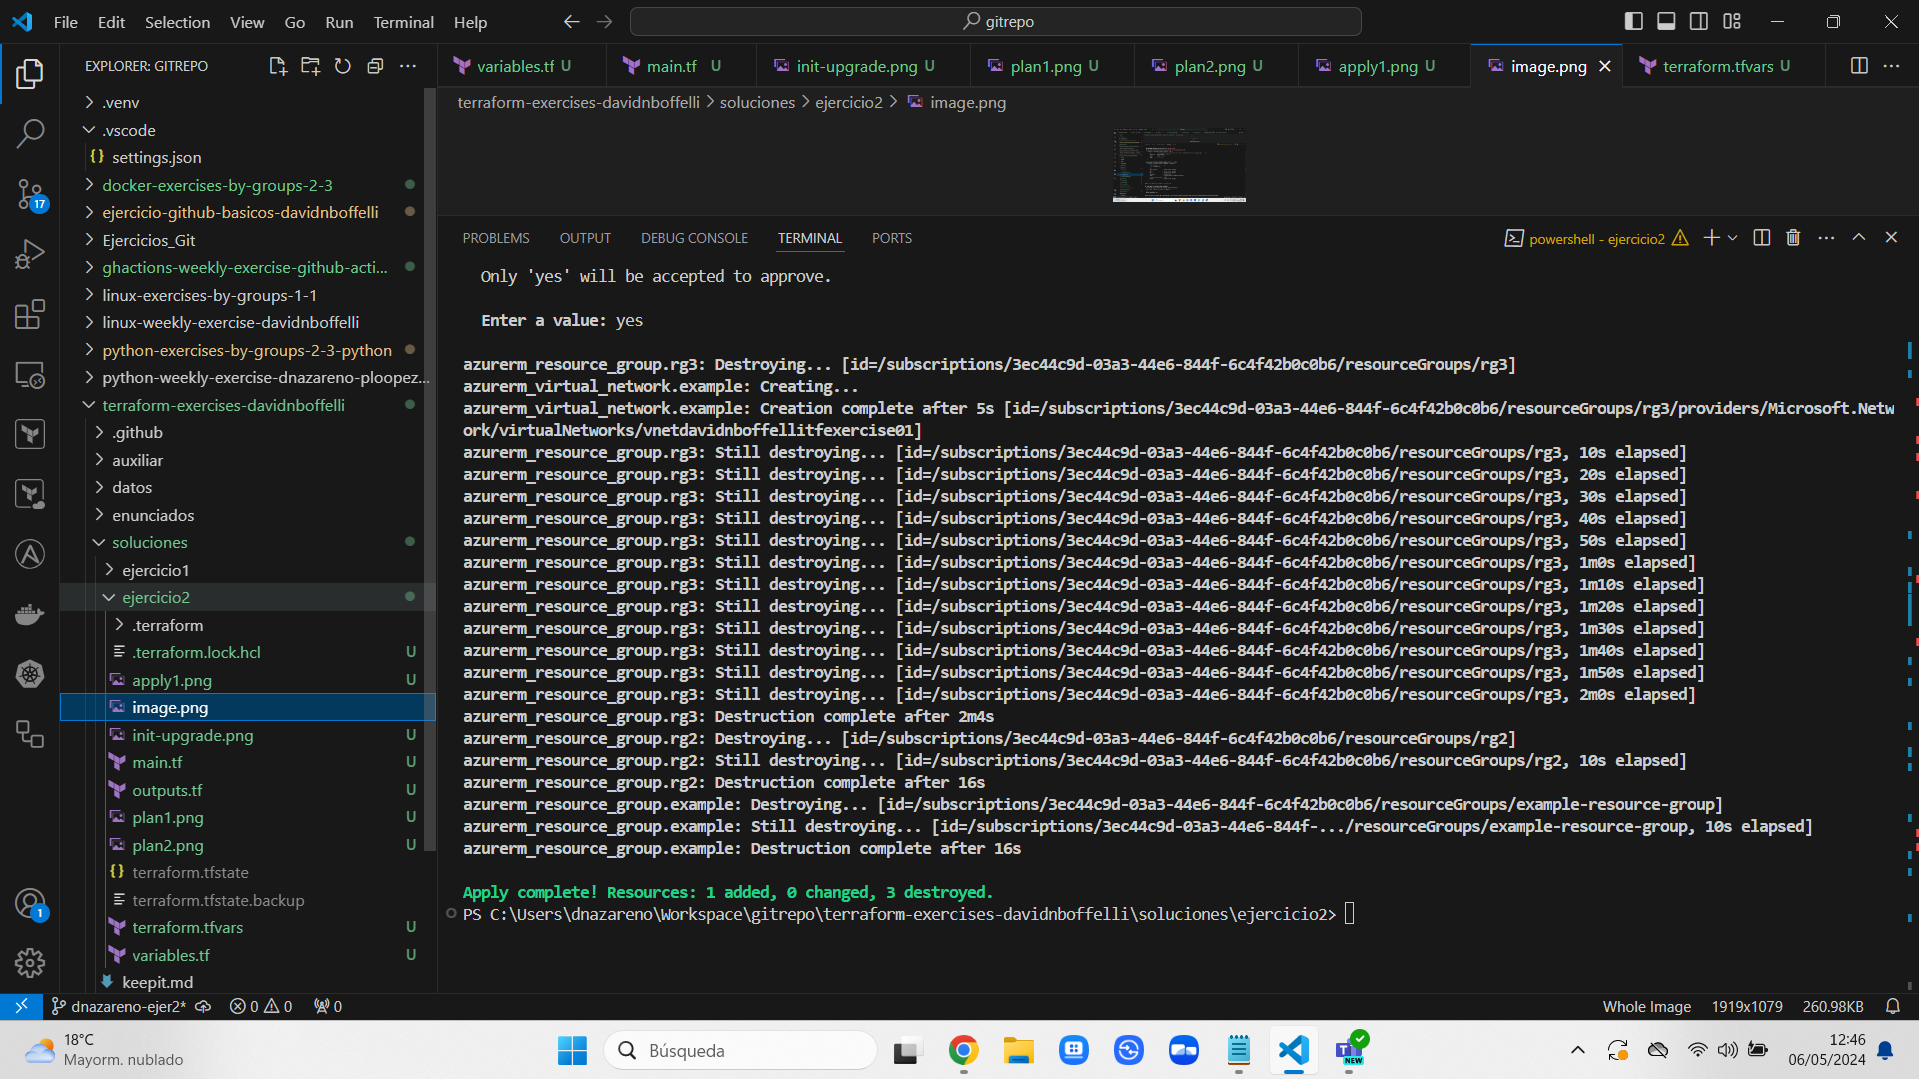 File Edit Selection View Go Run Terminal Help
gitrepo
EXPLORER: GITREPO
.venv
.vscode
settings.json
docker-exercises-by-groups-2-3
ejercicio-github-basicos-davidnboffelli
Ejercicios_Git
ghactions-weekly-exercise-github-acti...
linux-exercises-by-groups-1-1
linux-weekly-exercise-davidnboffelli
python-exercises-by-groups-2-3-python
python-weekly-exercise-dnazareno-ploopez...
terraform-exercises-davidnboffelli
.github
auxiliar
datos
enunciados
soluciones
ejercicio1
ejercicio2
.terraform
.terraform.lock.hcl U
apply1.png U
image.png
init-upgrade.png U
main.tf U
outputs.tf U
plan1.png U
plan2.png U
terraform.tfstate
terraform.tfstate.backup
terraform.tfvars U
variables.tf U
keepit.md
17
1
variables.tf U main.tf U init-upgrade.png U plan1.png U plan2.png U apply1.png U image.png terraform.tfvars U
terraform-exercises-davidnboffelli > soluciones > ejercicio2 > image.png
PROBLEMS OUTPUT DEBUG CONSOLE TERMINAL PORTS
powershell - ejercicio2
Only 'yes' will be accepted to approve.
Enter a value: yes
azurerm_resource_group.rg3: Destroying... [id=/subscriptions/3ec44c9d-03a3-44e6-844f-6c4f42b0c0b6/resourceGroups/rg3]
azurerm_virtual_network.example: Creating...
azurerm_virtual_network.example: Creation complete after 5s [id=/subscriptions/3ec44c9d-03a3-44e6-844f-6c4f42b0c0b6/resourceGroups/rg3/providers/Microsoft.Netw
ork/virtualNetworks/vnetdavidnboffellitfexercise01]
azurerm_resource_group.rg3: Still destroying... [id=/subscriptions/3ec44c9d-03a3-44e6-844f-6c4f42b0c0b6/resourceGroups/rg3, 10s elapsed]
azurerm_resource_group.rg3: Still destroying... [id=/subscriptions/3ec44c9d-03a3-44e6-844f-6c4f42b0c0b6/resourceGroups/rg3, 20s elapsed]
azurerm_resource_group.rg3: Still destroying... [id=/subscriptions/3ec44c9d-03a3-44e6-844f-6c4f42b0c0b6/resourceGroups/rg3, 30s elapsed]
azurerm_resource_group.rg3: Still destroying... [id=/subscriptions/3ec44c9d-03a3-44e6-844f-6c4f42b0c0b6/resourceGroups/rg3, 40s elapsed]
azurerm_resource_group.rg3: Still destroying... [id=/subscriptions/3ec44c9d-03a3-44e6-844f-6c4f42b0c0b6/resourceGroups/rg3, 50s elapsed]
azurerm_resource_group.rg3: Still destroying... [id=/subscriptions/3ec44c9d-03a3-44e6-844f-6c4f42b0c0b6/resourceGroups/rg3, 1m0s elapsed]
azurerm_resource_group.rg3: Still destroying... [id=/subscriptions/3ec44c9d-03a3-44e6-844f-6c4f42b0c0b6/resourceGroups/rg3, 1m10s elapsed]
azurerm_resource_group.rg3: Still destroying... [id=/subscriptions/3ec44c9d-03a3-44e6-844f-6c4f42b0c0b6/resourceGroups/rg3, 1m20s elapsed]
azurerm_resource_group.rg3: Still destroying... [id=/subscriptions/3ec44c9d-03a3-44e6-844f-6c4f42b0c0b6/resourceGroups/rg3, 1m30s elapsed]
azurerm_resource_group.rg3: Still destroying... [id=/subscriptions/3ec44c9d-03a3-44e6-844f-6c4f42b0c0b6/resourceGroups/rg3, 1m40s elapsed]
azurerm_resource_group.rg3: Still destroying... [id=/subscriptions/3ec44c9d-03a3-44e6-844f-6c4f42b0c0b6/resourceGroups/rg3, 1m50s elapsed]
azurerm_resource_group.rg3: Still destroying... [id=/subscriptions/3ec44c9d-03a3-44e6-844f-6c4f42b0c0b6/resourceGroups/rg3, 2m0s elapsed]
azurerm_resource_group.rg3: Destruction complete after 2m4s
azurerm_resource_group.rg2: Destroying... [id=/subscriptions/3ec44c9d-03a3-44e6-844f-6c4f42b0c0b6/resourceGroups/rg2]
azurerm_resource_group.rg2: Still destroying... [id=/subscriptions/3ec44c9d-03a3-44e6-844f-6c4f42b0c0b6/resourceGroups/rg2, 10s elapsed]
azurerm_resource_group.rg2: Destruction complete after 16s
azurerm_resource_group.example: Destroying... [id=/subscriptions/3ec44c9d-03a3-44e6-844f-6c4f42b0c0b6/resourceGroups/example-resource-group]
azurerm_resource_group.example: Still destroying... [id=/subscriptions/3ec44c9d-03a3-44e6-844f-.../resourceGroups/example-resource-group, 10s elapsed]
azurerm_resource_group.example: Destruction complete after 16s
Apply complete! Resources: 1 added, 0 changed, 3 destroyed.
PS C:\Users\dnazareno\Workspace\gitrepo\terraform-exercises-davidnboffelli\soluciones\ejercicio2>
dnazareno-ejer2* 0 0 0
Whole Image 1919x1079 260.98KB
18°C
Mayorm. nublado
Búsqueda
NEW
12:46
06/05/2024